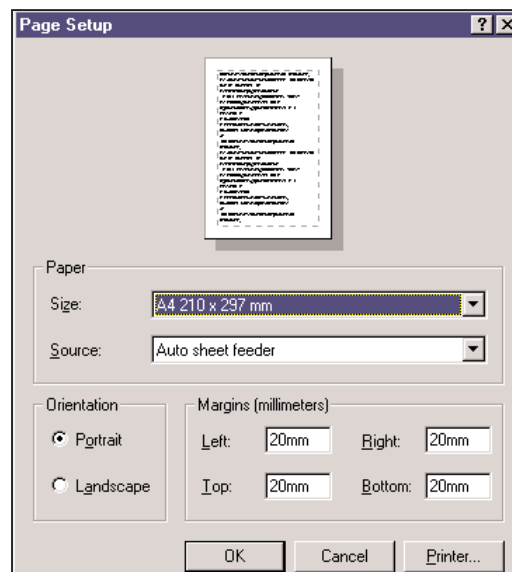 Page Setup
Paper
Size: A4 210 x 297 mm
Source: Auto sheet feeder
Orientation
Portrait
Landscape
Margins (millimeters)
Left: 20mm Right: 20mm
Top: 20mm Bottom: 20mm
OK Cancel Printer...